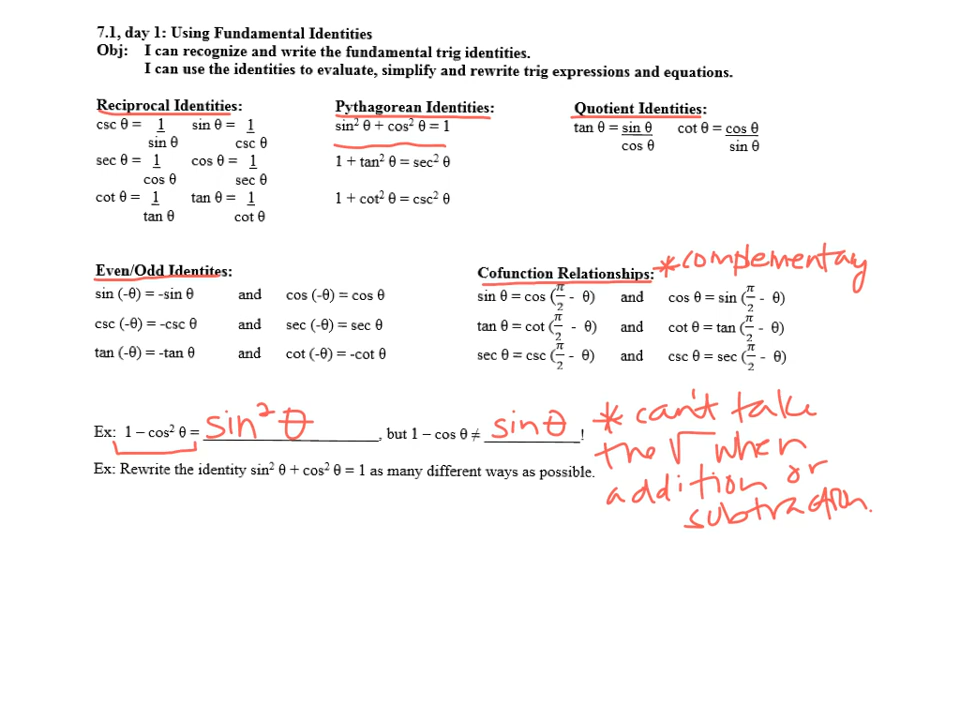 7.1, day 1: Using Fundamental Identities
Obj: I can recognize and write the fundamental trig identities.
I can use the identities to evaluate, simplify and rewrite trig expressions and equations.
Reciprocal Identities:
csc θ = 1 sin θ = 1
sin θ csc θ
sec θ = 1 cos θ = 1
cos θ sec θ
cot θ = 1 tan θ = 1
tan θ cot θ
Pythagorean Identities:
sin² θ + cos² θ = 1
1 + tan² θ = sec² θ
1 + cot² θ = csc² θ
Quotient Identities:
tan θ = sin θ cot θ = cos θ
cos θ sin θ
Even/Odd Identites:
sin (-θ) = -sin θ and cos (-θ) = cos θ
csc (-θ) = -csc θ and sec (-θ) = sec θ
tan (-θ) = -tan θ and cot (-θ) = -cot θ
Cofunction Relationships: *complementay
sin θ = cos (π/2 - θ) and cos θ = sin (π/2 - θ)
tan θ = cot (π/2 - θ) and cot θ = tan (π/2 - θ)
sec θ = csc (π/2 - θ) and csc θ = sec (π/2 - θ)
Ex: 1 – cos² θ = sin² θ, but 1 – cos θ ≠ sin θ!
* can't take
the √ when
addition or
subtraction.
Ex: Rewrite the identity sin² θ + cos² θ = 1 as many different ways as possible.